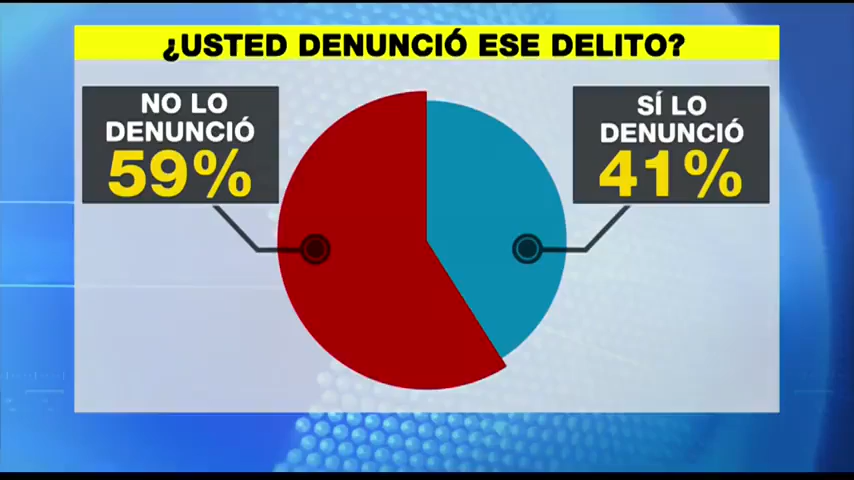 ¿USTED DENUNCIÓ ESE DELITO?
NO LO
DENUNCIÓ
59%
SÍ LO
DENUNCIÓ
41%